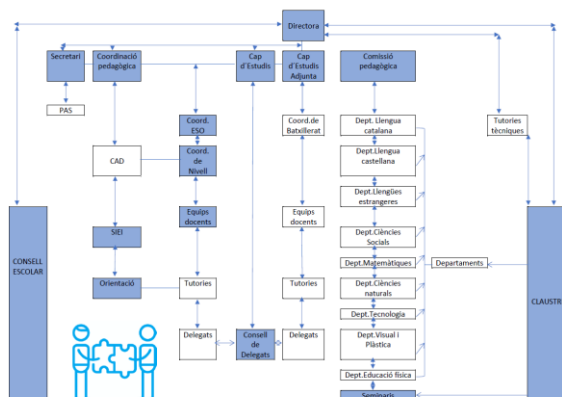 Directora
Secretari
Coordinació
pedagògica
Cap
d´Estudis
Cap
d´Estudis
Adjunta
Comissió
pedagògica
PAS
Coord.
ESO
Coord.de
Batxillerat
Dept. Llengua
catalana
Tutories
tècniques
CAD
Coord.
de
Nivell
Dept.Llengua
castellana
Dept.Llengües
estrangeres
CONSELL
ESCOLAR
SIEI
Equips
docents
Equips
docents
Dept.Ciències
Socials
Dept.Matemàtiques
Departaments
CLAUSTR
Orientació
Tutories
Tutories
Dept.Ciències
naturals
Dept.Tecnologia
Delegats
Consell
de
Delegats
Delegats
Dept.Visual i
Plàstica
Dept.Educació física
Seminaris